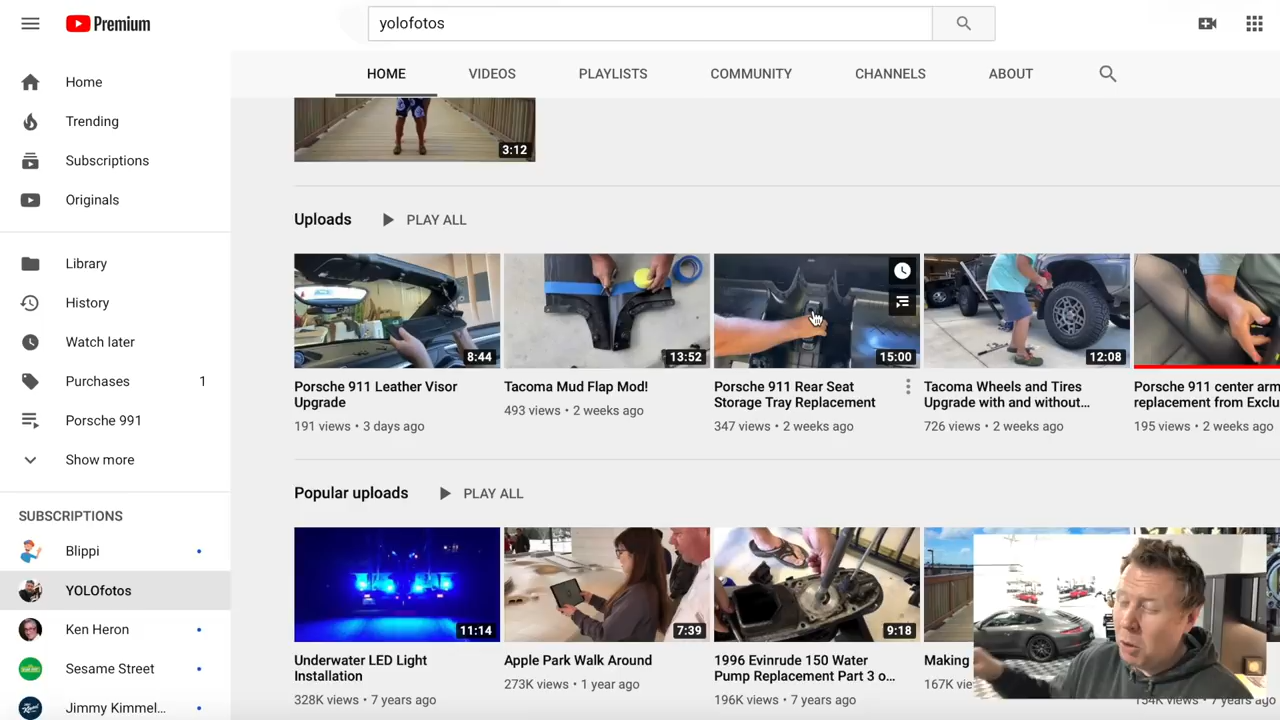 Premium
yolofotos
HOME
VIDEOS
PLAYLISTS
COMMUNITY
CHANNELS
ABOUT
Home
Trending
Subscriptions
Originals
Library
History
Watch later
Purchases 1
Porsche 991
Show more
SUBSCRIPTIONS
Blippi
YOLOfotos
Ken Heron
Sesame Street
Jimmy Kimmel...
3:12
Uploads
PLAY ALL
8:44
Porsche 911 Leather Visor
Upgrade
191 views • 3 days ago
13:52
Tacoma Mud Flap Mod!
493 views • 2 weeks ago
15:00
Porsche 911 Rear Seat
Storage Tray Replacement
347 views • 2 weeks ago
12:08
Tacoma Wheels and Tires
Upgrade with and without...
726 views • 2 weeks ago
Porsche 911 center arm
replacement from Exclu
195 views • 2 weeks ago
Popular uploads
PLAY ALL
11:14
Underwater LED Light
Installation
328K views • 7 years ago
7:39
Apple Park Walk Around
273K views • 1 year ago
9:18
1996 Evinrude 150 Water
Pump Replacement Part 3 o...
196K views • 7 years ago
Making
167K vie
154K views • 7 years ago